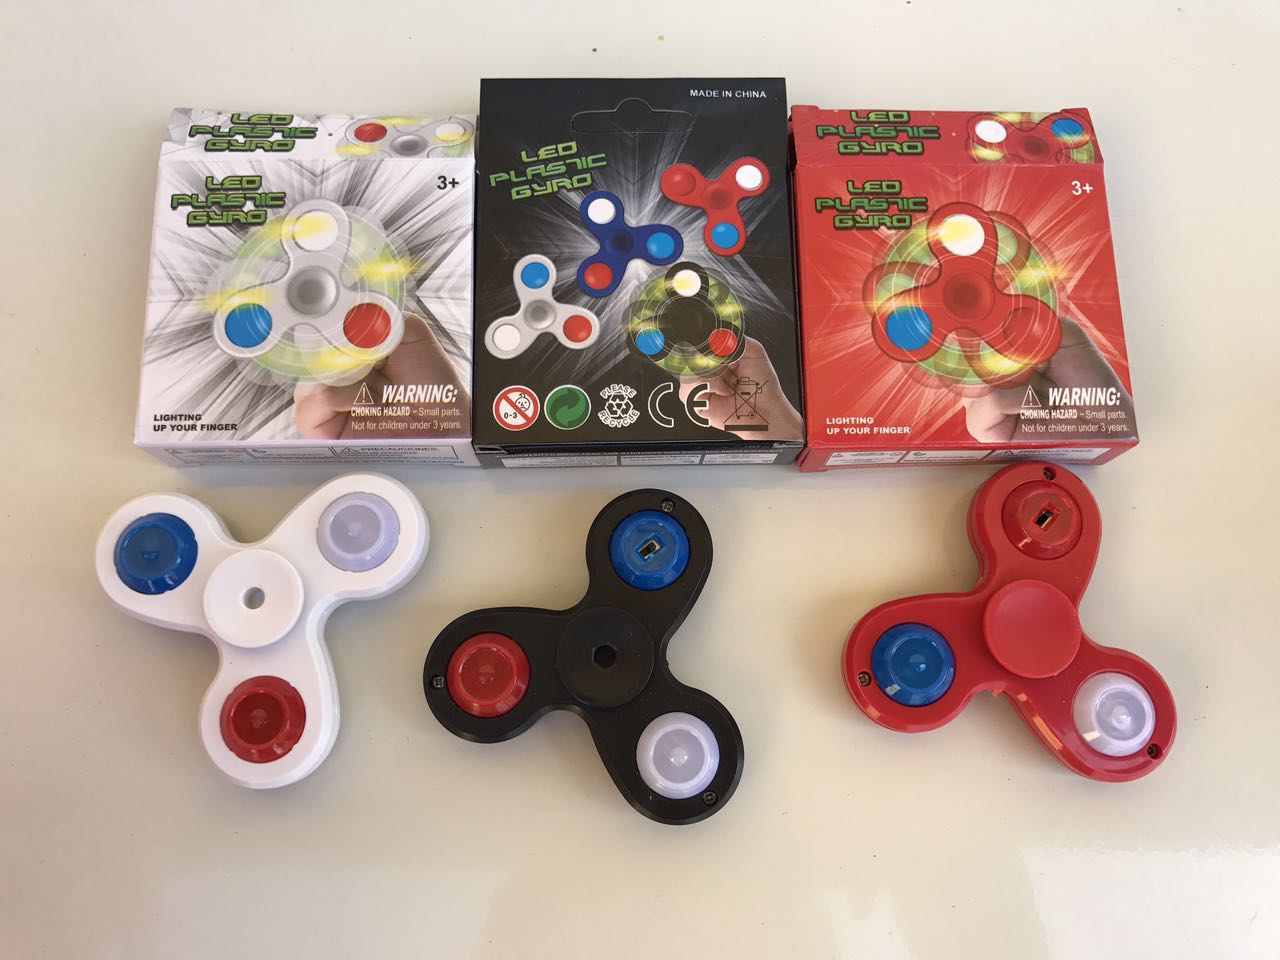 LED
PLASTIC
GYRO
LED
PLASTIC
GYRO
3+
WARNING:
CHOKING HAZARD – Small parts.
Not for children under 3 years.
LIGHTING
UP YOUR FINGER
PRECAUCIONES:
MADE IN CHINA
LED
PLASTIC
GYRO
0-3
PLEASE
RECYCLE
CE
LED
PLASTIC
GYRO
LED
PLASTIC
GYRO
3+
WARNING:
CHOKING HAZARD – Small parts.
Not for children under 3 years.
LIGHTING
UP YOUR FINGER